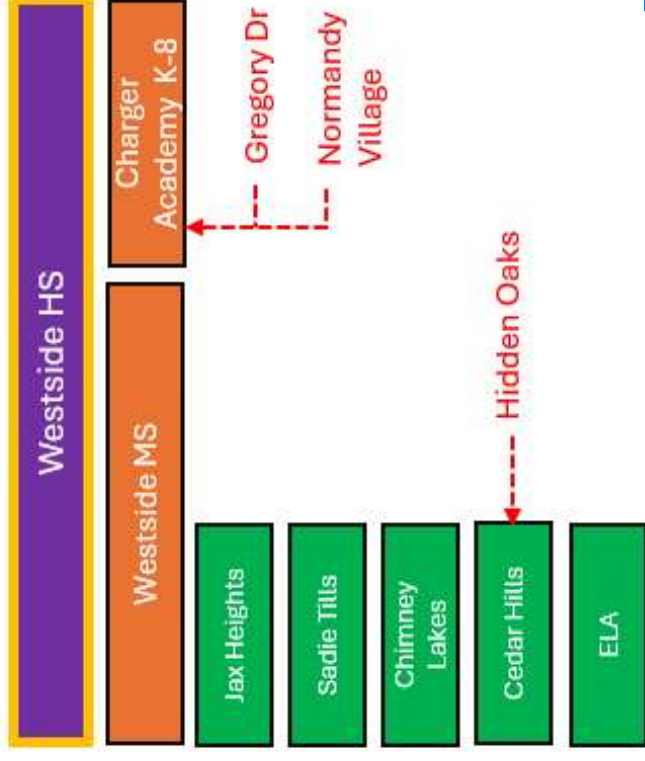 Westside HS
Westside MS
Charger
Academy K-8
Jax Heights
Sadie Tills
Chimney
Lakes
Cedar Hills
ELA
Gregory Dr
Normandy
Village
Hidden Oaks